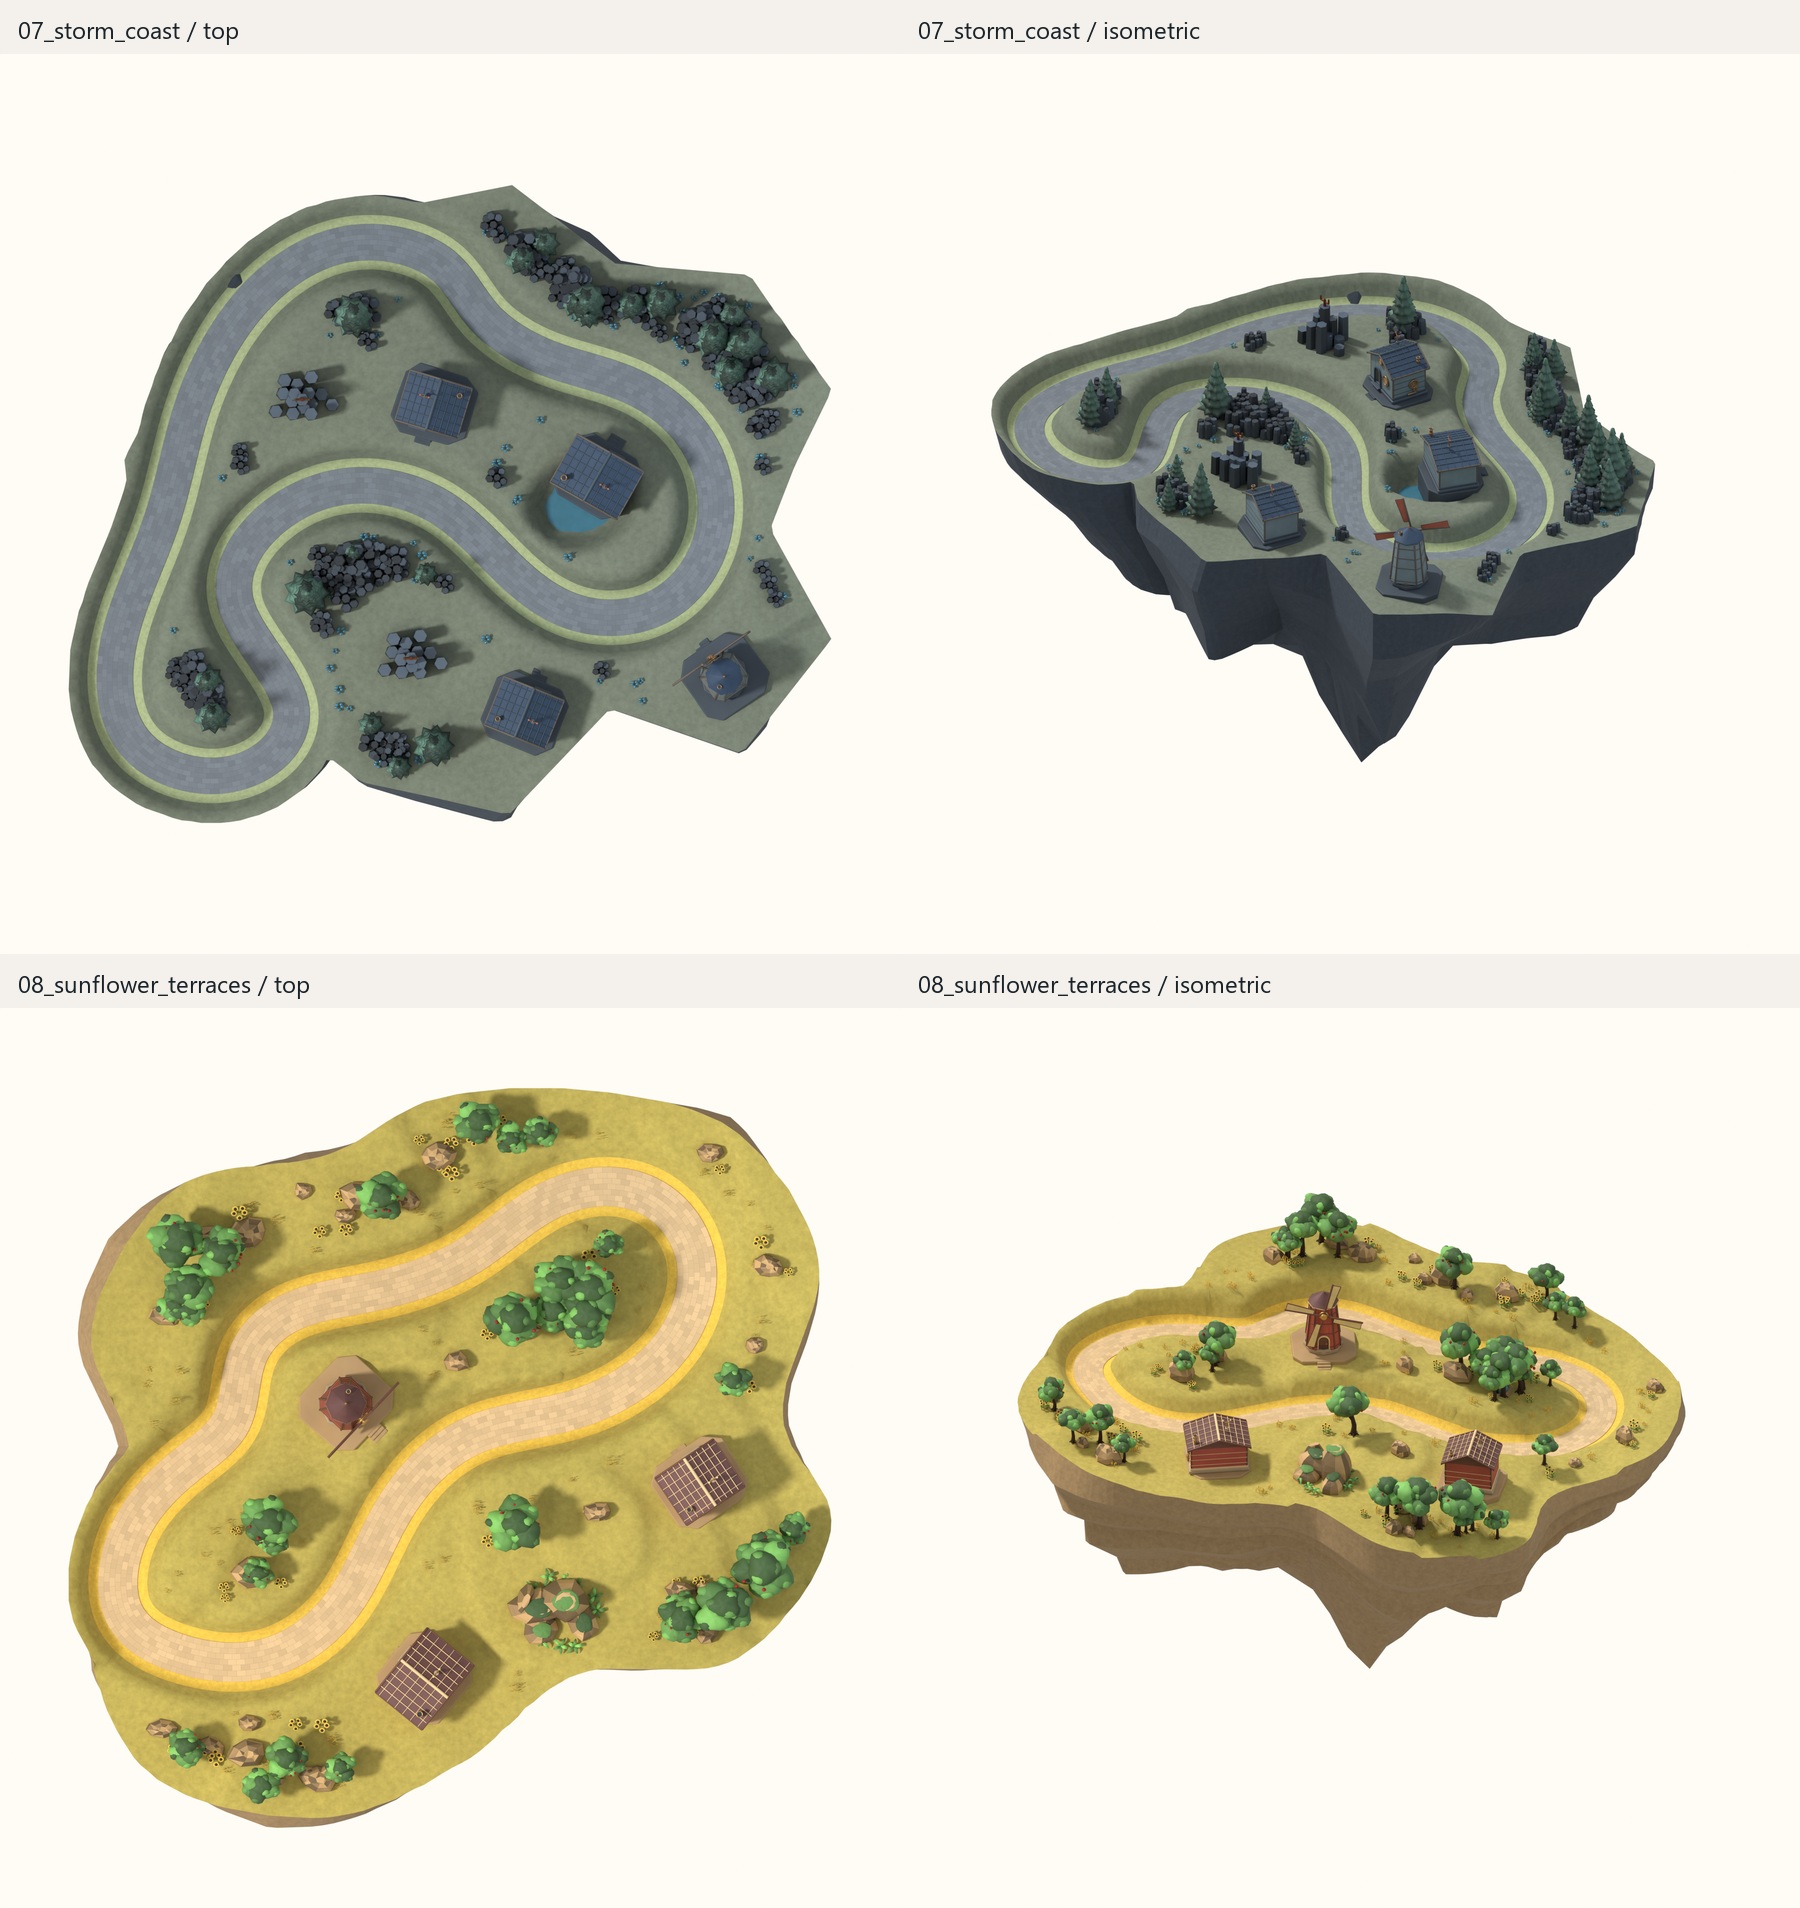 07_storm_coast / top
07_storm_coast / isometric
08_sunflower_terraces / top
08_sunflower_terraces / isometric